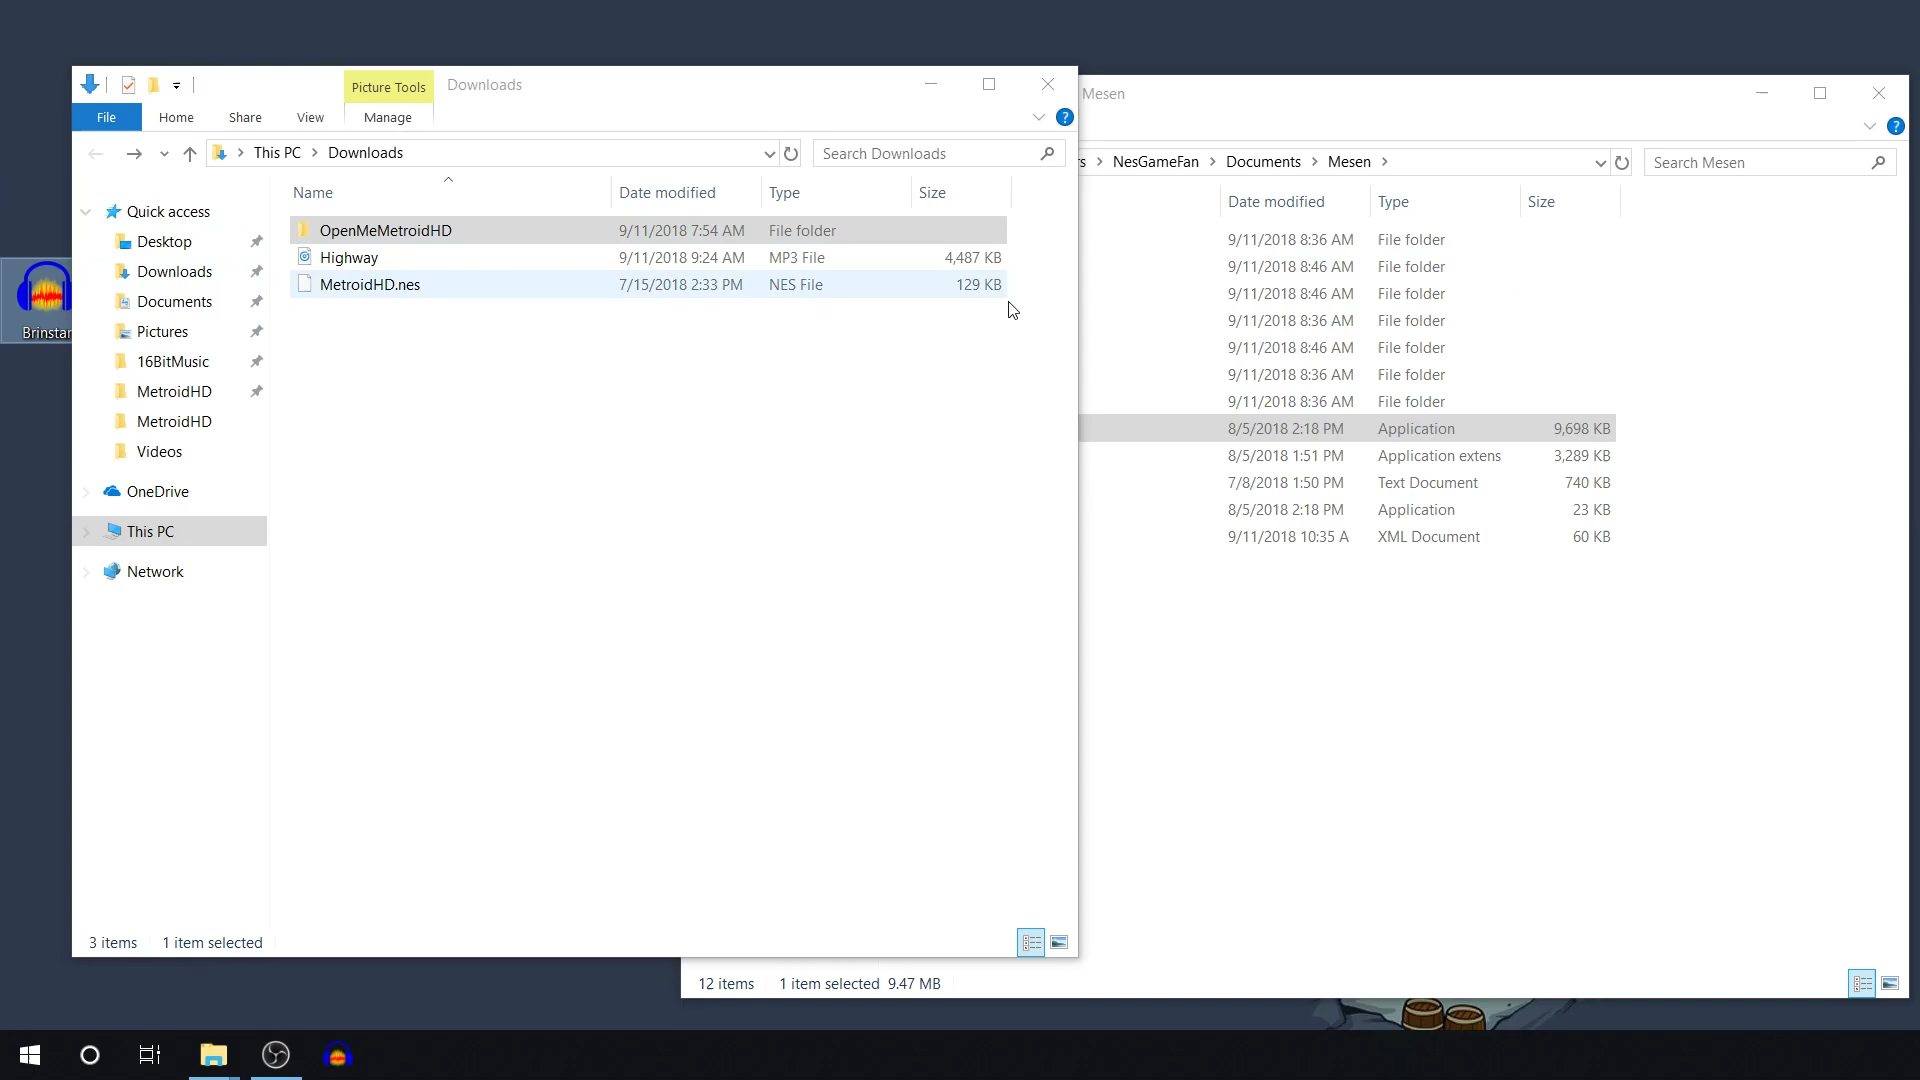 Picture Tools
Downloads
File
Home
Share
View
Manage
This PC
Downloads
Search Downloads
Name
Date modified
Type
Size
OpenMeMetroidHD
9/11/2018 7:54 AM
File folder
Highway
9/11/2018 9:24 AM
MP3 File
4,487 KB
MetroidHD.nes
7/15/2018 2:33 PM
NES File
129 KB
Quick access
Desktop
Downloads
Documents
Pictures
16BitMusic
MetroidHD
MetroidHD
Videos
OneDrive
This PC
Network
3 items
1 item selected
Brinstar
Mesen
rs
NesGameFan
Documents
Mesen
Search Mesen
Date modified
Type
Size
9/11/2018 8:36 AM
File folder
9/11/2018 8:46 AM
File folder
9/11/2018 8:46 AM
File folder
9/11/2018 8:36 AM
File folder
9/11/2018 8:46 AM
File folder
9/11/2018 8:36 AM
File folder
9/11/2018 8:36 AM
File folder
8/5/2018 2:18 PM
Application
9,698 KB
8/5/2018 1:51 PM
Application extens
3,289 KB
7/8/2018 1:50 PM
Text Document
740 KB
8/5/2018 2:18 PM
Application
23 KB
9/11/2018 10:35 A
XML Document
60 KB
12 items
1 item selected 9.47 MB